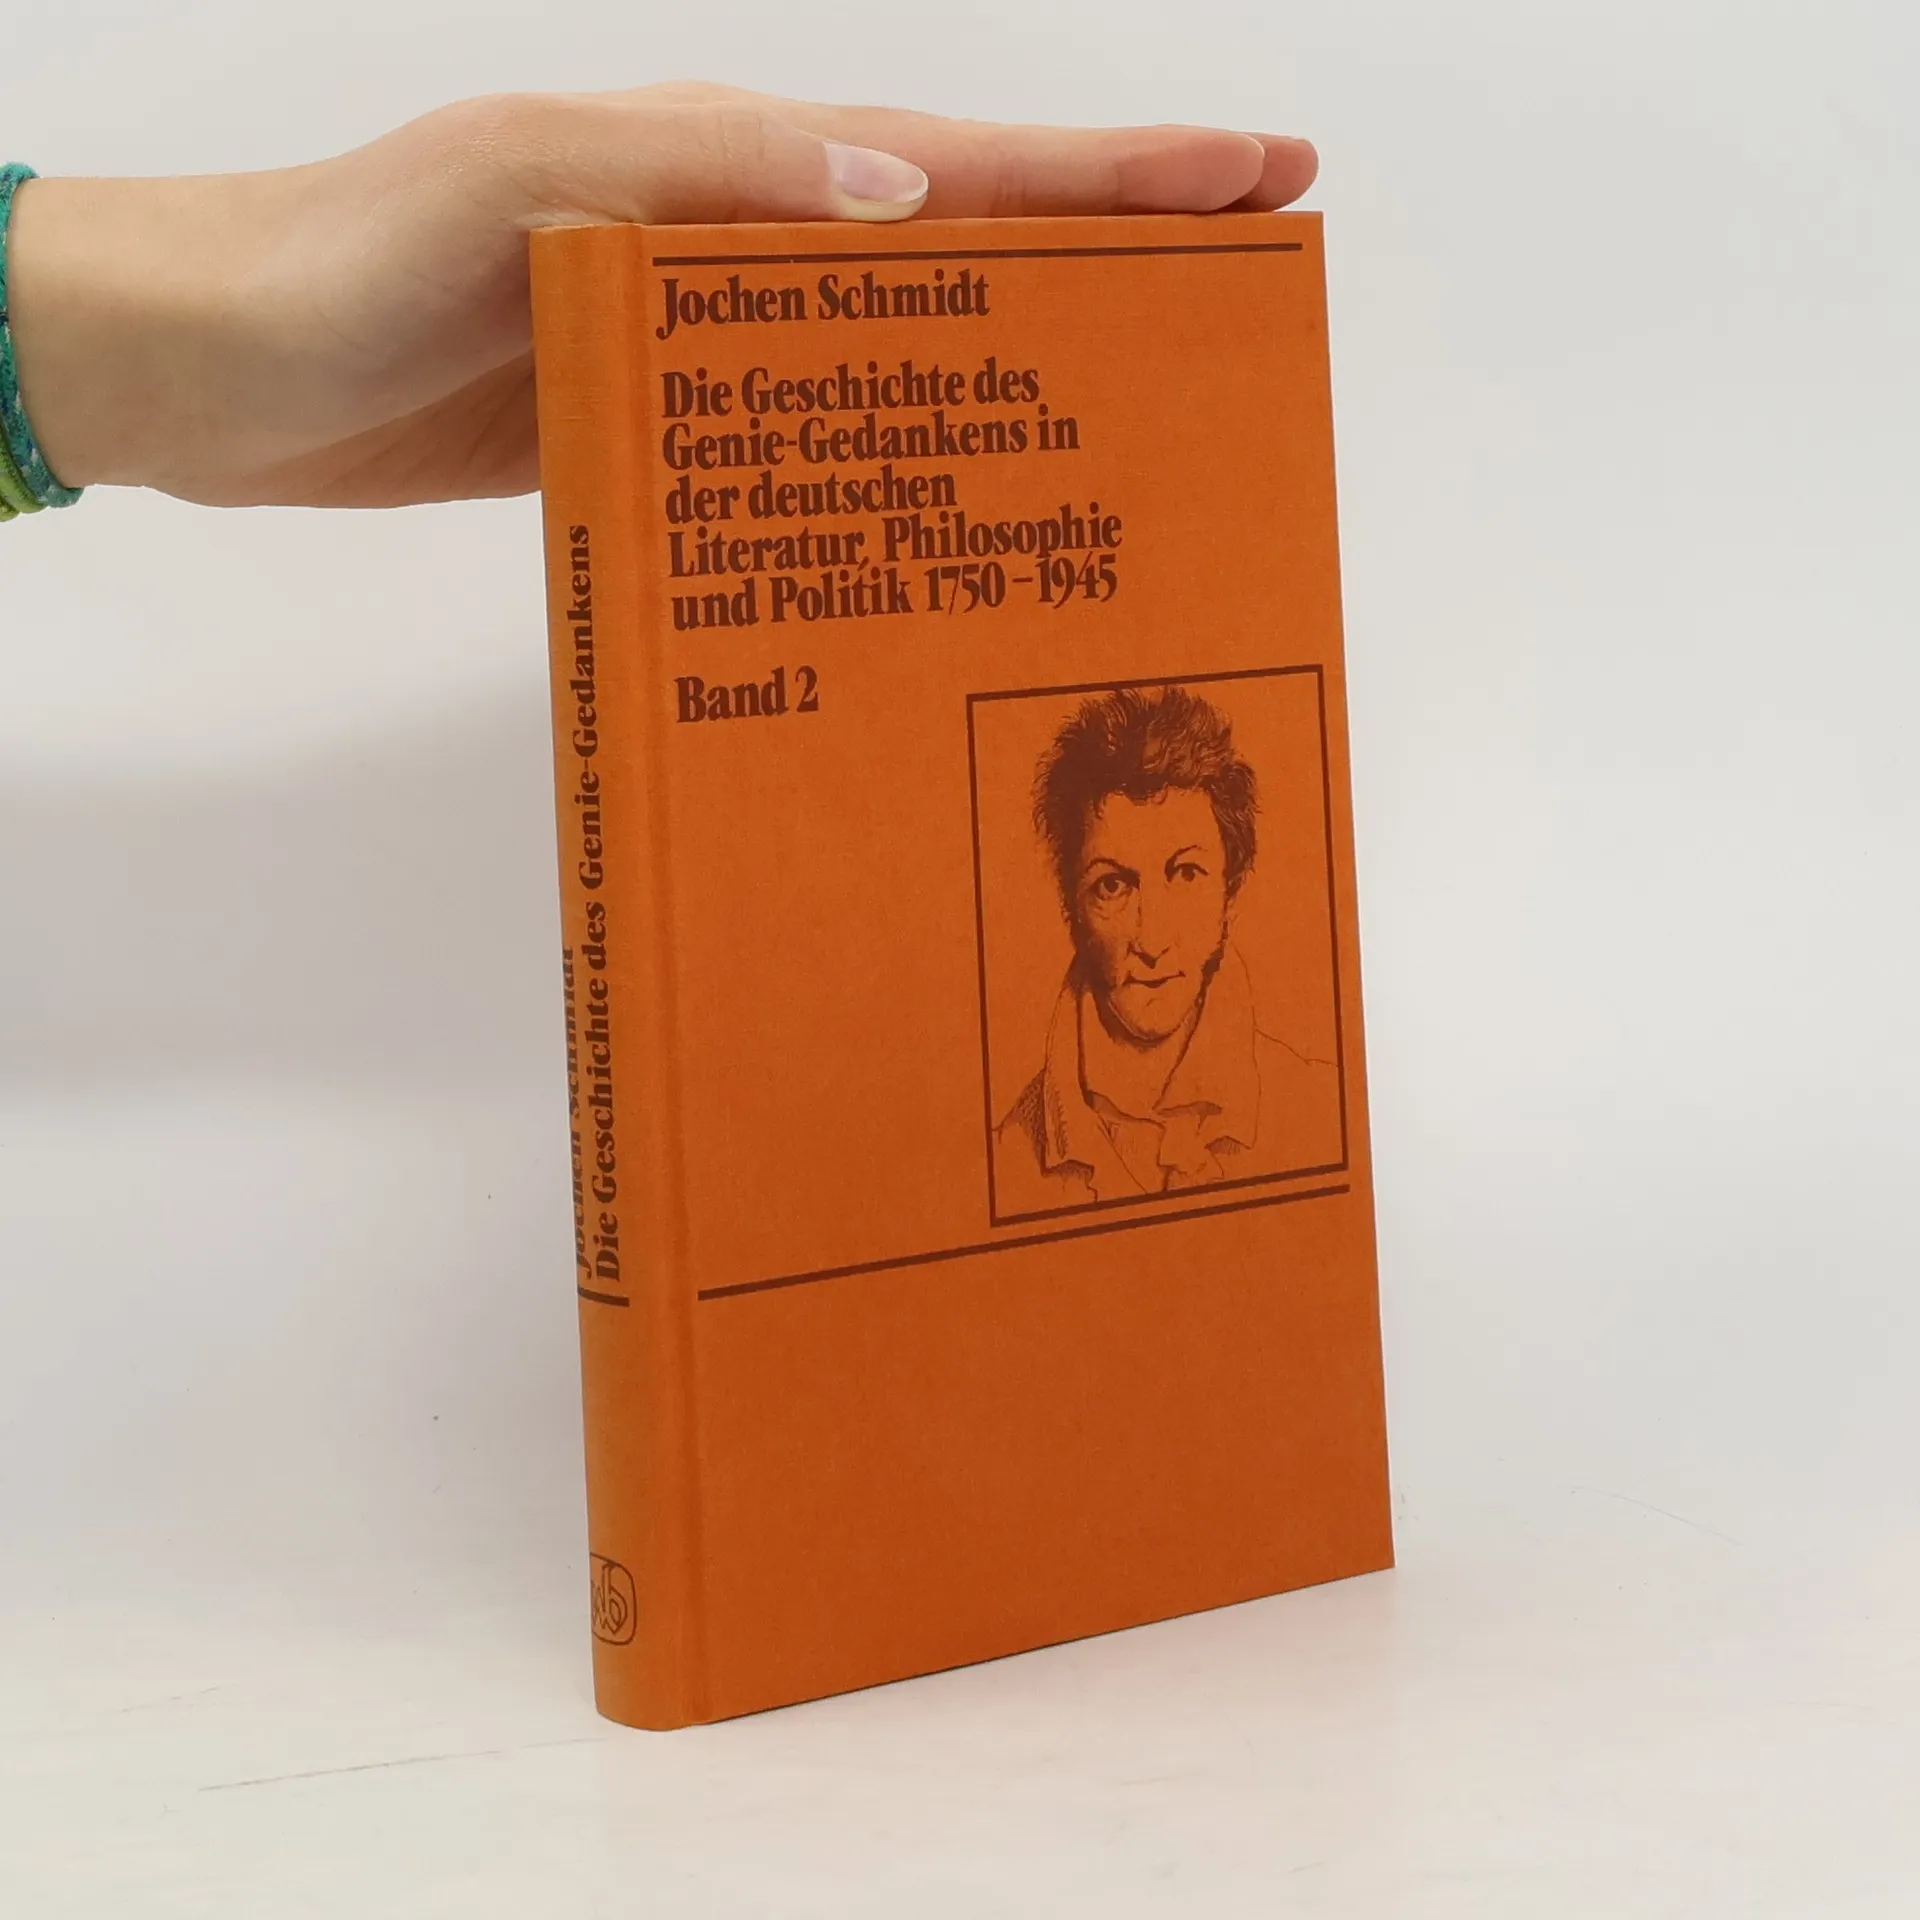 Jochen Schmidt
Die Geschichte des
Genie-Gedankens in
der deutschen
Literatur, Philosophie
und Politik 1750–1945
Band 2
Jochen Schmidt
Die Geschichte des Genie-Gedankens
wb